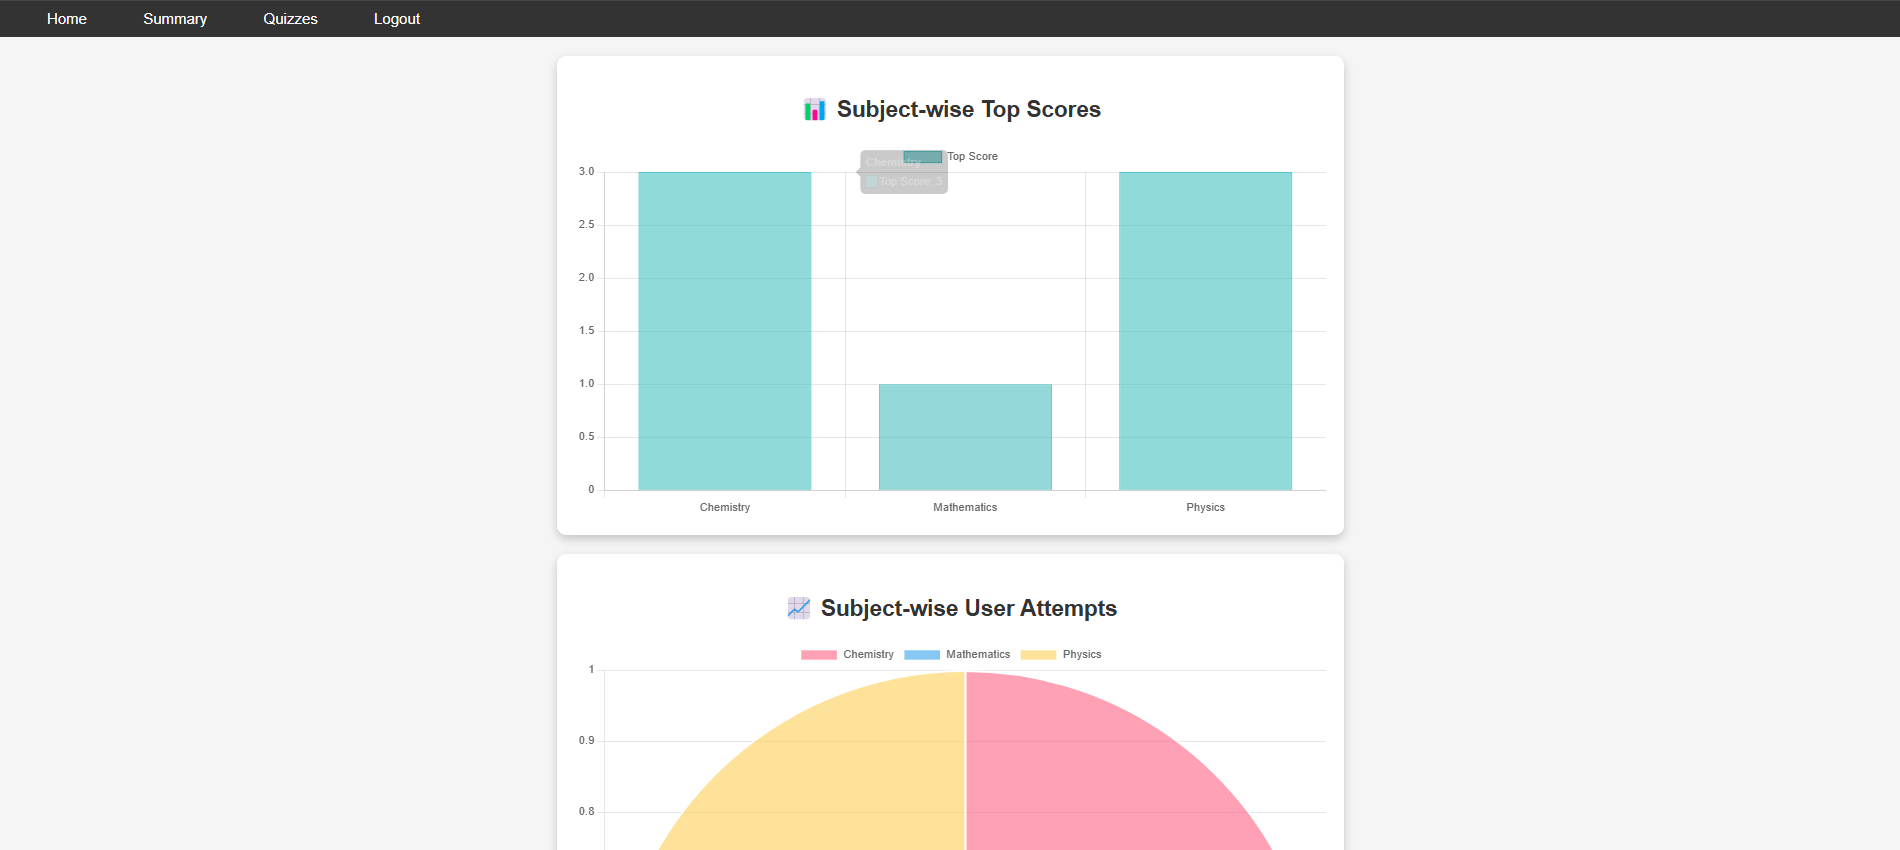 Home Summary Quizzes Logout
Subject-wise Top Scores
Top Score
Chemistry
Top Score: 3
3.0
2.5
2.0
1.5
1.0
0.5
0
Chemistry Mathematics Physics
Subject-wise User Attempts
Chemistry Mathematics Physics
1
0.9
0.8